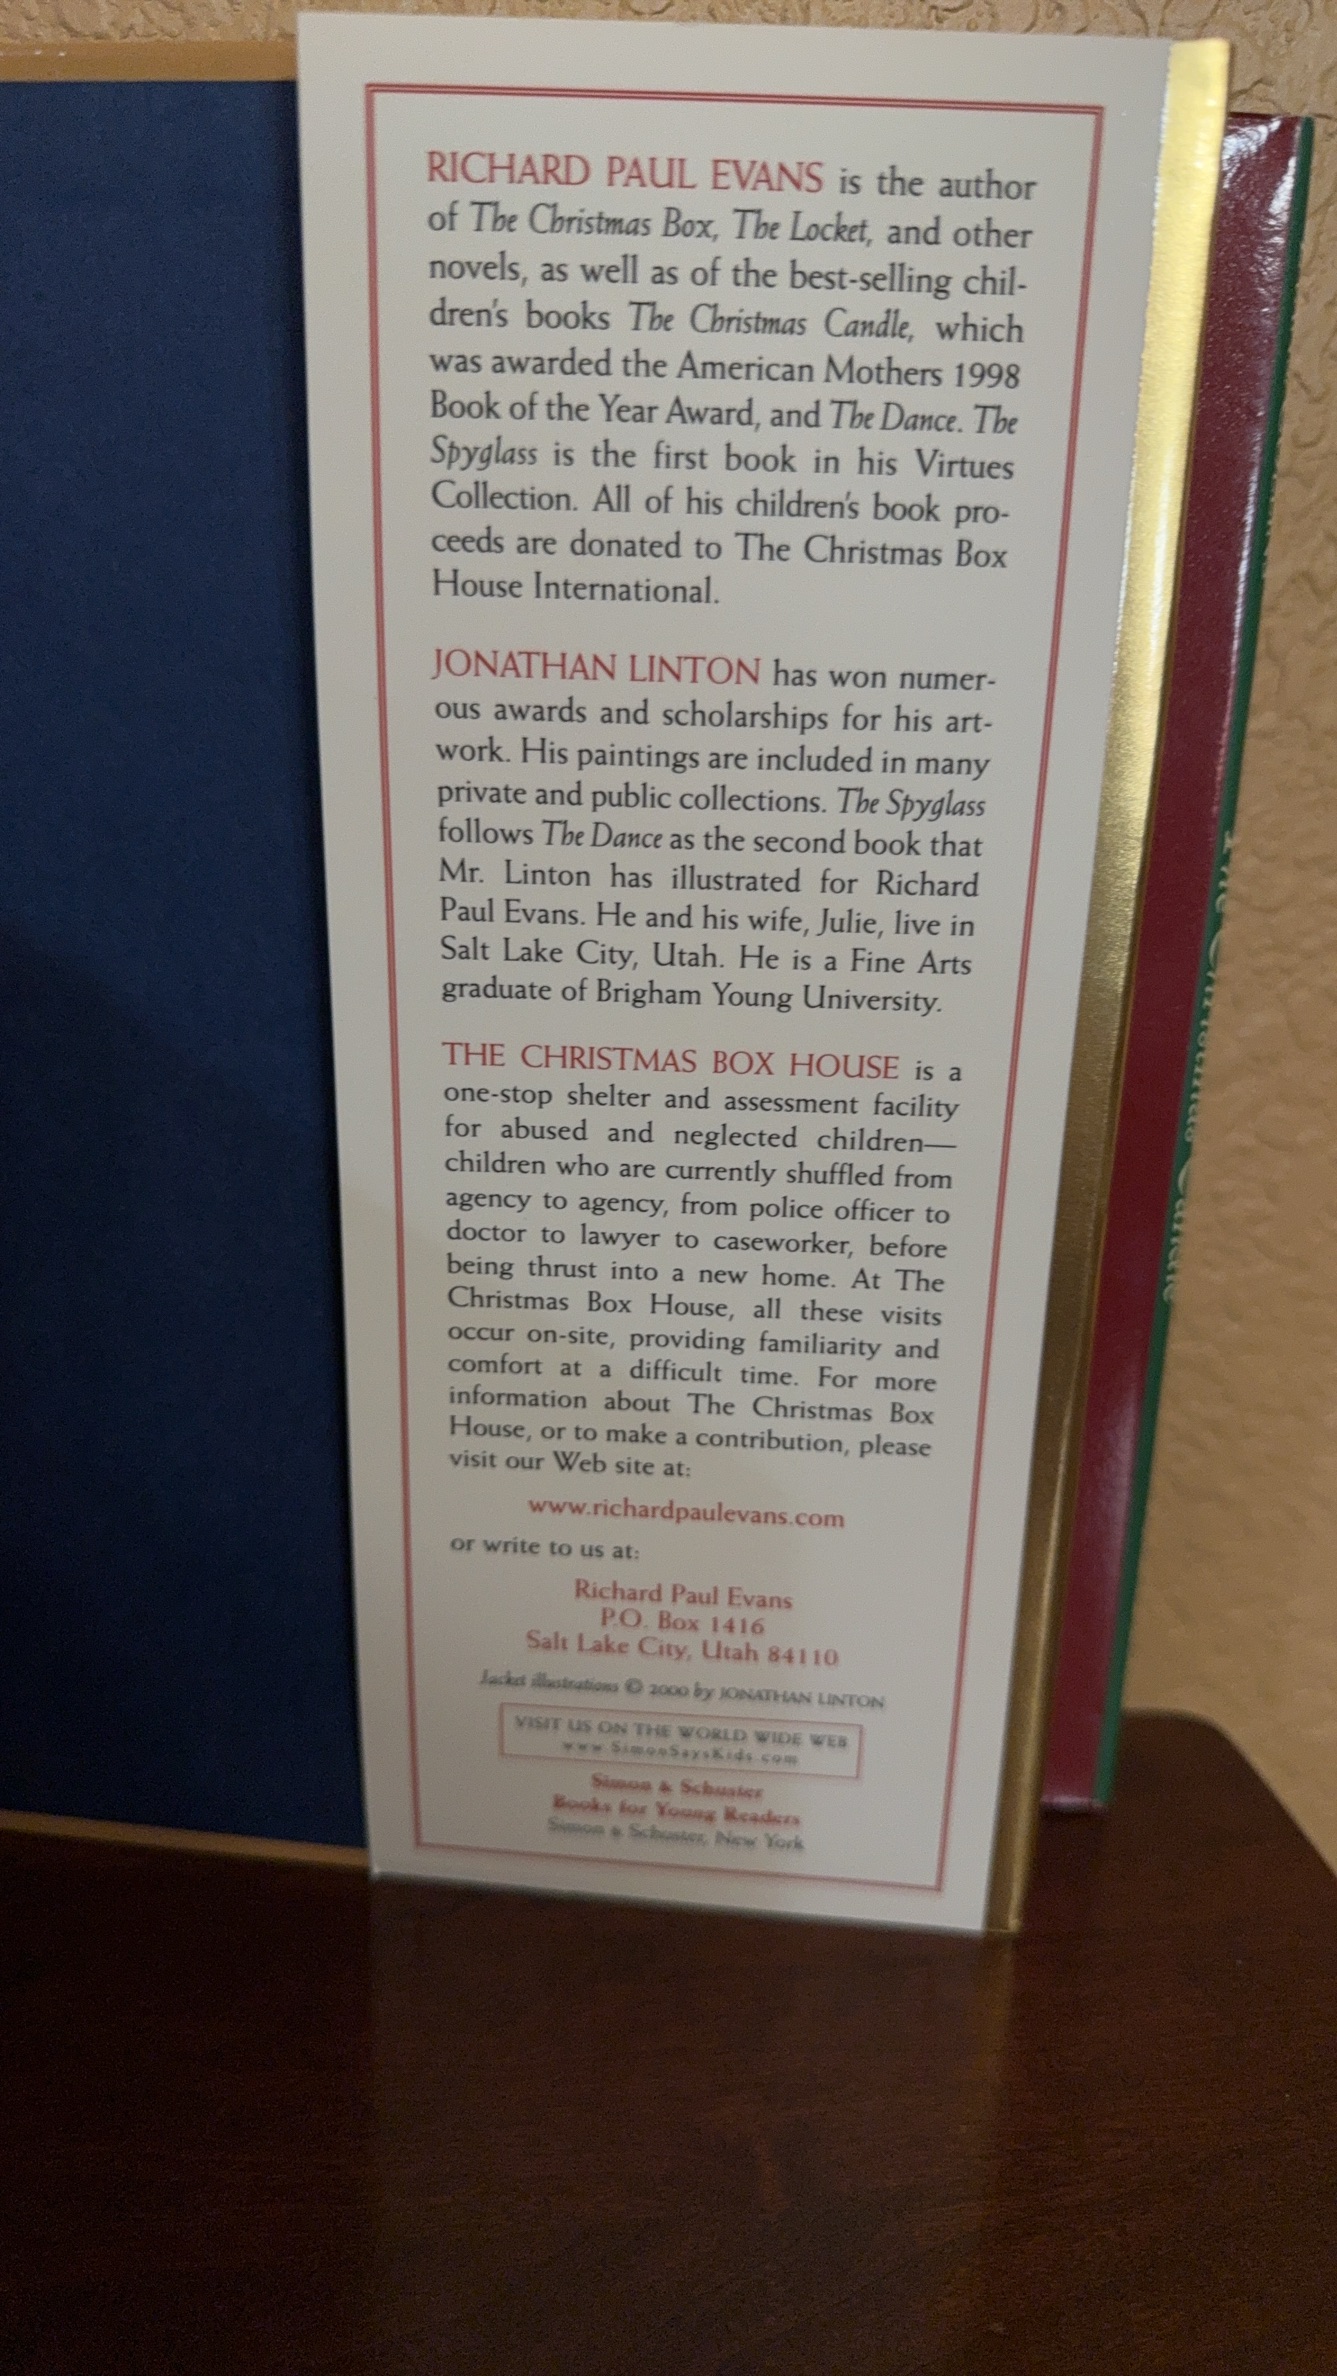 RICHARD PAUL EVANS is the author
of The Christmas Box, The Locket, and other
novels, as well as of the best-selling chil-
dren's books The Christmas Candle, which
was awarded the American Mothers 1998
Book of the Year Award, and The Dance. The
Spyglass is the first book in his Virtues
Collection. All of his children's book pro-
ceeds are donated to The Christmas Box
House International.
JONATHAN LINTON has won numer-
ous awards and scholarships for his art-
work. His paintings are included in many
private and public collections. The Spyglass
follows The Dance as the second book that
Mr. Linton has illustrated for Richard
Paul Evans. He and his wife, Julie, live in
Salt Lake City, Utah. He is a Fine Arts
graduate of Brigham Young University.
THE CHRISTMAS BOX HOUSE is a
one-stop shelter and assessment facility
for abused and neglected children—
children who are currently shuffled from
agency to agency, from police officer to
doctor to lawyer to caseworker, before
being thrust into a new home. At The
Christmas Box House, all these visits
occur on-site, providing familiarity and
comfort at a difficult time. For more
information about The Christmas Box
House, or to make a contribution, please
visit our Web site at:
www.richardpaulevans.com
or write to us at:
Richard Paul Evans
P.O. Box 1416
Salt Lake City, Utah 84110
Jacket illustrations © 2000 by JONATHAN LINTON
VISIT US ON THE WORLD WIDE WEB
www.SimonSaysKids.com
Simon & Schuster
Books for Young Readers
Simon & Schuster, New York
The Christmas Candle